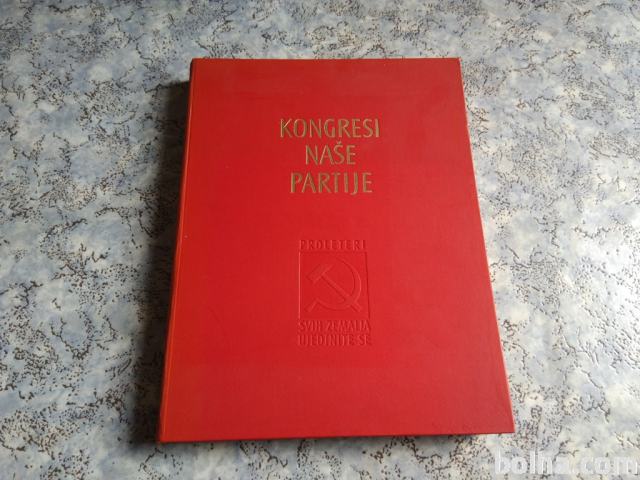 KONGRESI
NAŠE
PARTIJE
PROLETERI
SVIH ZEMALJA
UJEDINITE SE
bolha.com